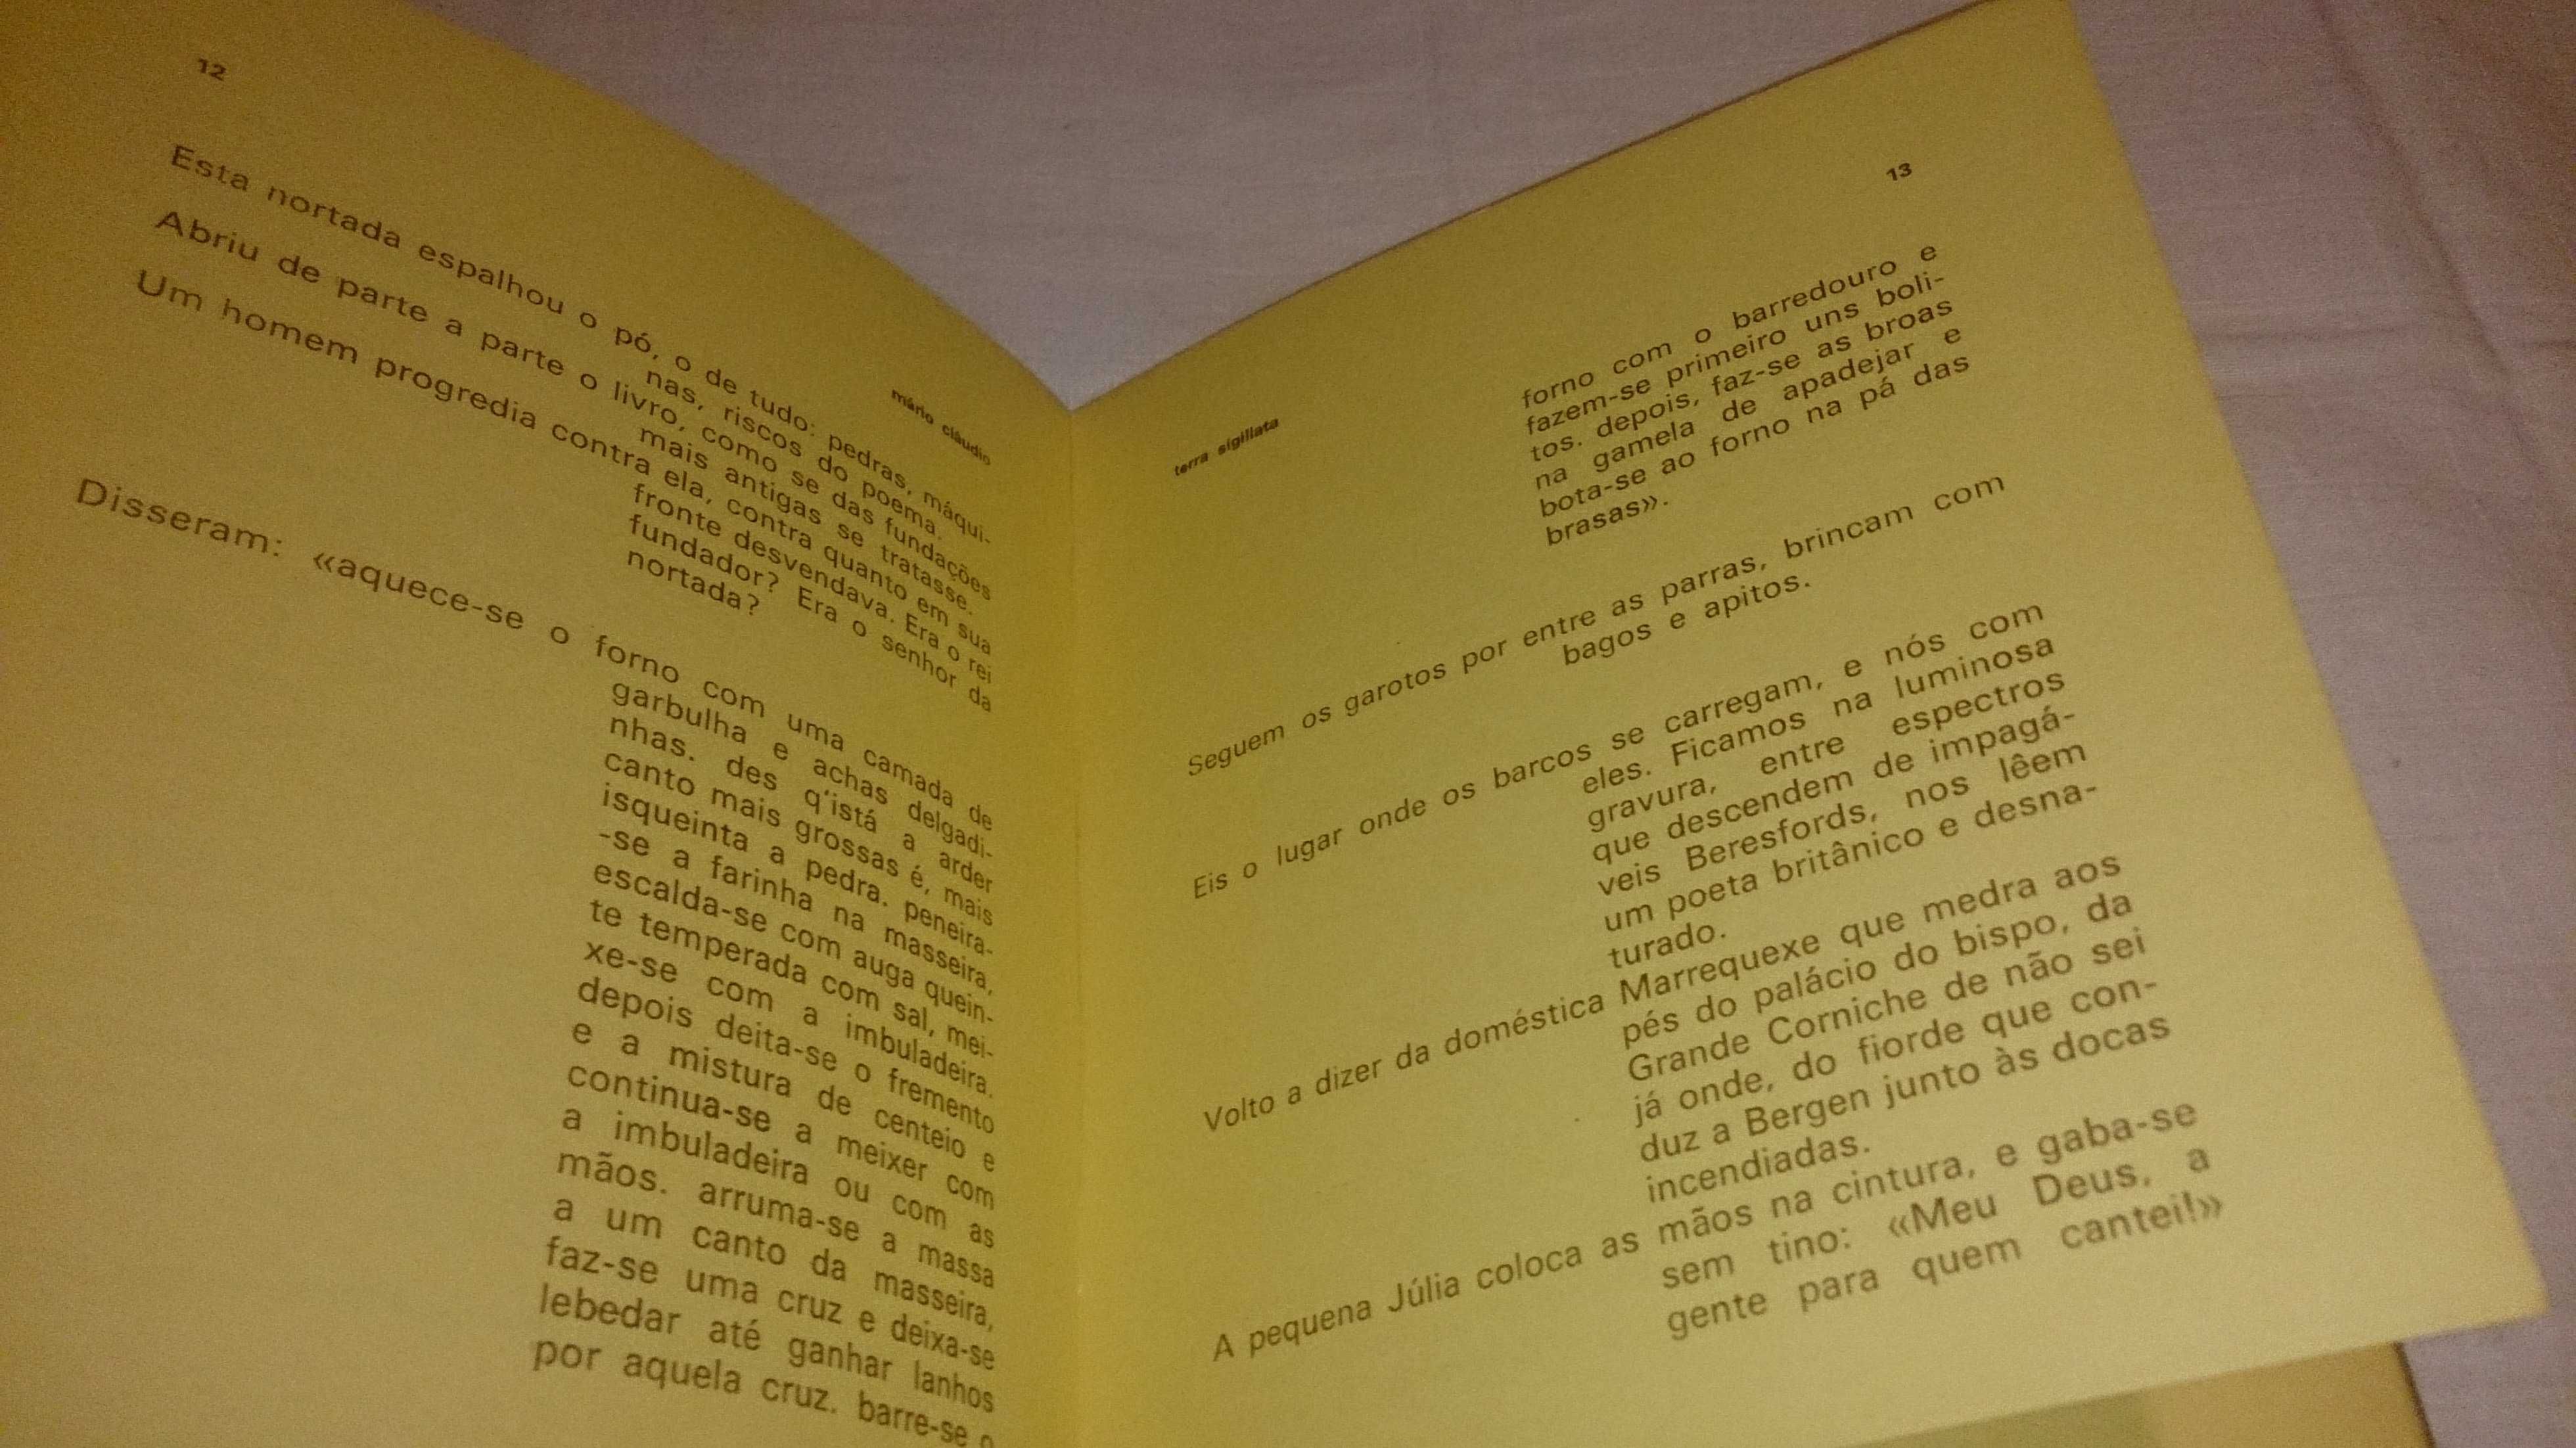 12
mário cláudio
Esta nortada espalhou o pó, o de tudo: pedras, máqui-
nas, riscos do poema.
Abriu de parte a parte o livro, como se das fundações
mais antigas se tratasse.
Um homem progredia contra ela, contra quanto em sua
fronte desvendava. Era o rei
fundador? Era o senhor da
nortada?
Disseram: «aquece-se o forno com uma camada de
garbulha e achas delgadi-
nhas. des q'istá a arder
canto mais grossas é, mais
isqueinta a pedra. peneira-
-se a farinha na masseira,
escalda-se com auga quein-
te temperada com sal, mei-
xe-se com a imbuladeira.
depois deita-se o fremento
e a mistura de centeio e
continua-se a meixer com
a imbuladeira ou com as
mãos. arruma-se a massa
a um canto da masseira,
faz-se uma cruz e deixa-se
lebedar até ganhar lanhos
por aquela cruz. barre-se o
13
terra sigillata
forno com o barredouro e
fazem-se primeiro uns boli-
tos. depois, faz-se as broas
na gamela de apadejar e
bota-se ao forno na pá das
brasas».
Seguem os garotos por entre as parras, brincam com
bagos e apitos.
Eis o lugar onde os barcos se carregam, e nós com
eles. Ficamos na luminosa
gravura, entre espectros
que descendem de impagá-
veis Beresfords, nos lêem
um poeta britânico e desna-
turado.
Volto a dizer da doméstica Marrequexe que medra aos
pés do palácio do bispo, da
Grande Corniche de não sei
já onde, do fiorde que con-
duz a Bergen junto às docas
incendiadas.
A pequena Júlia coloca as mãos na cintura, e gaba-se
sem tino: «Meu Deus, a
gente para quem cantei!»